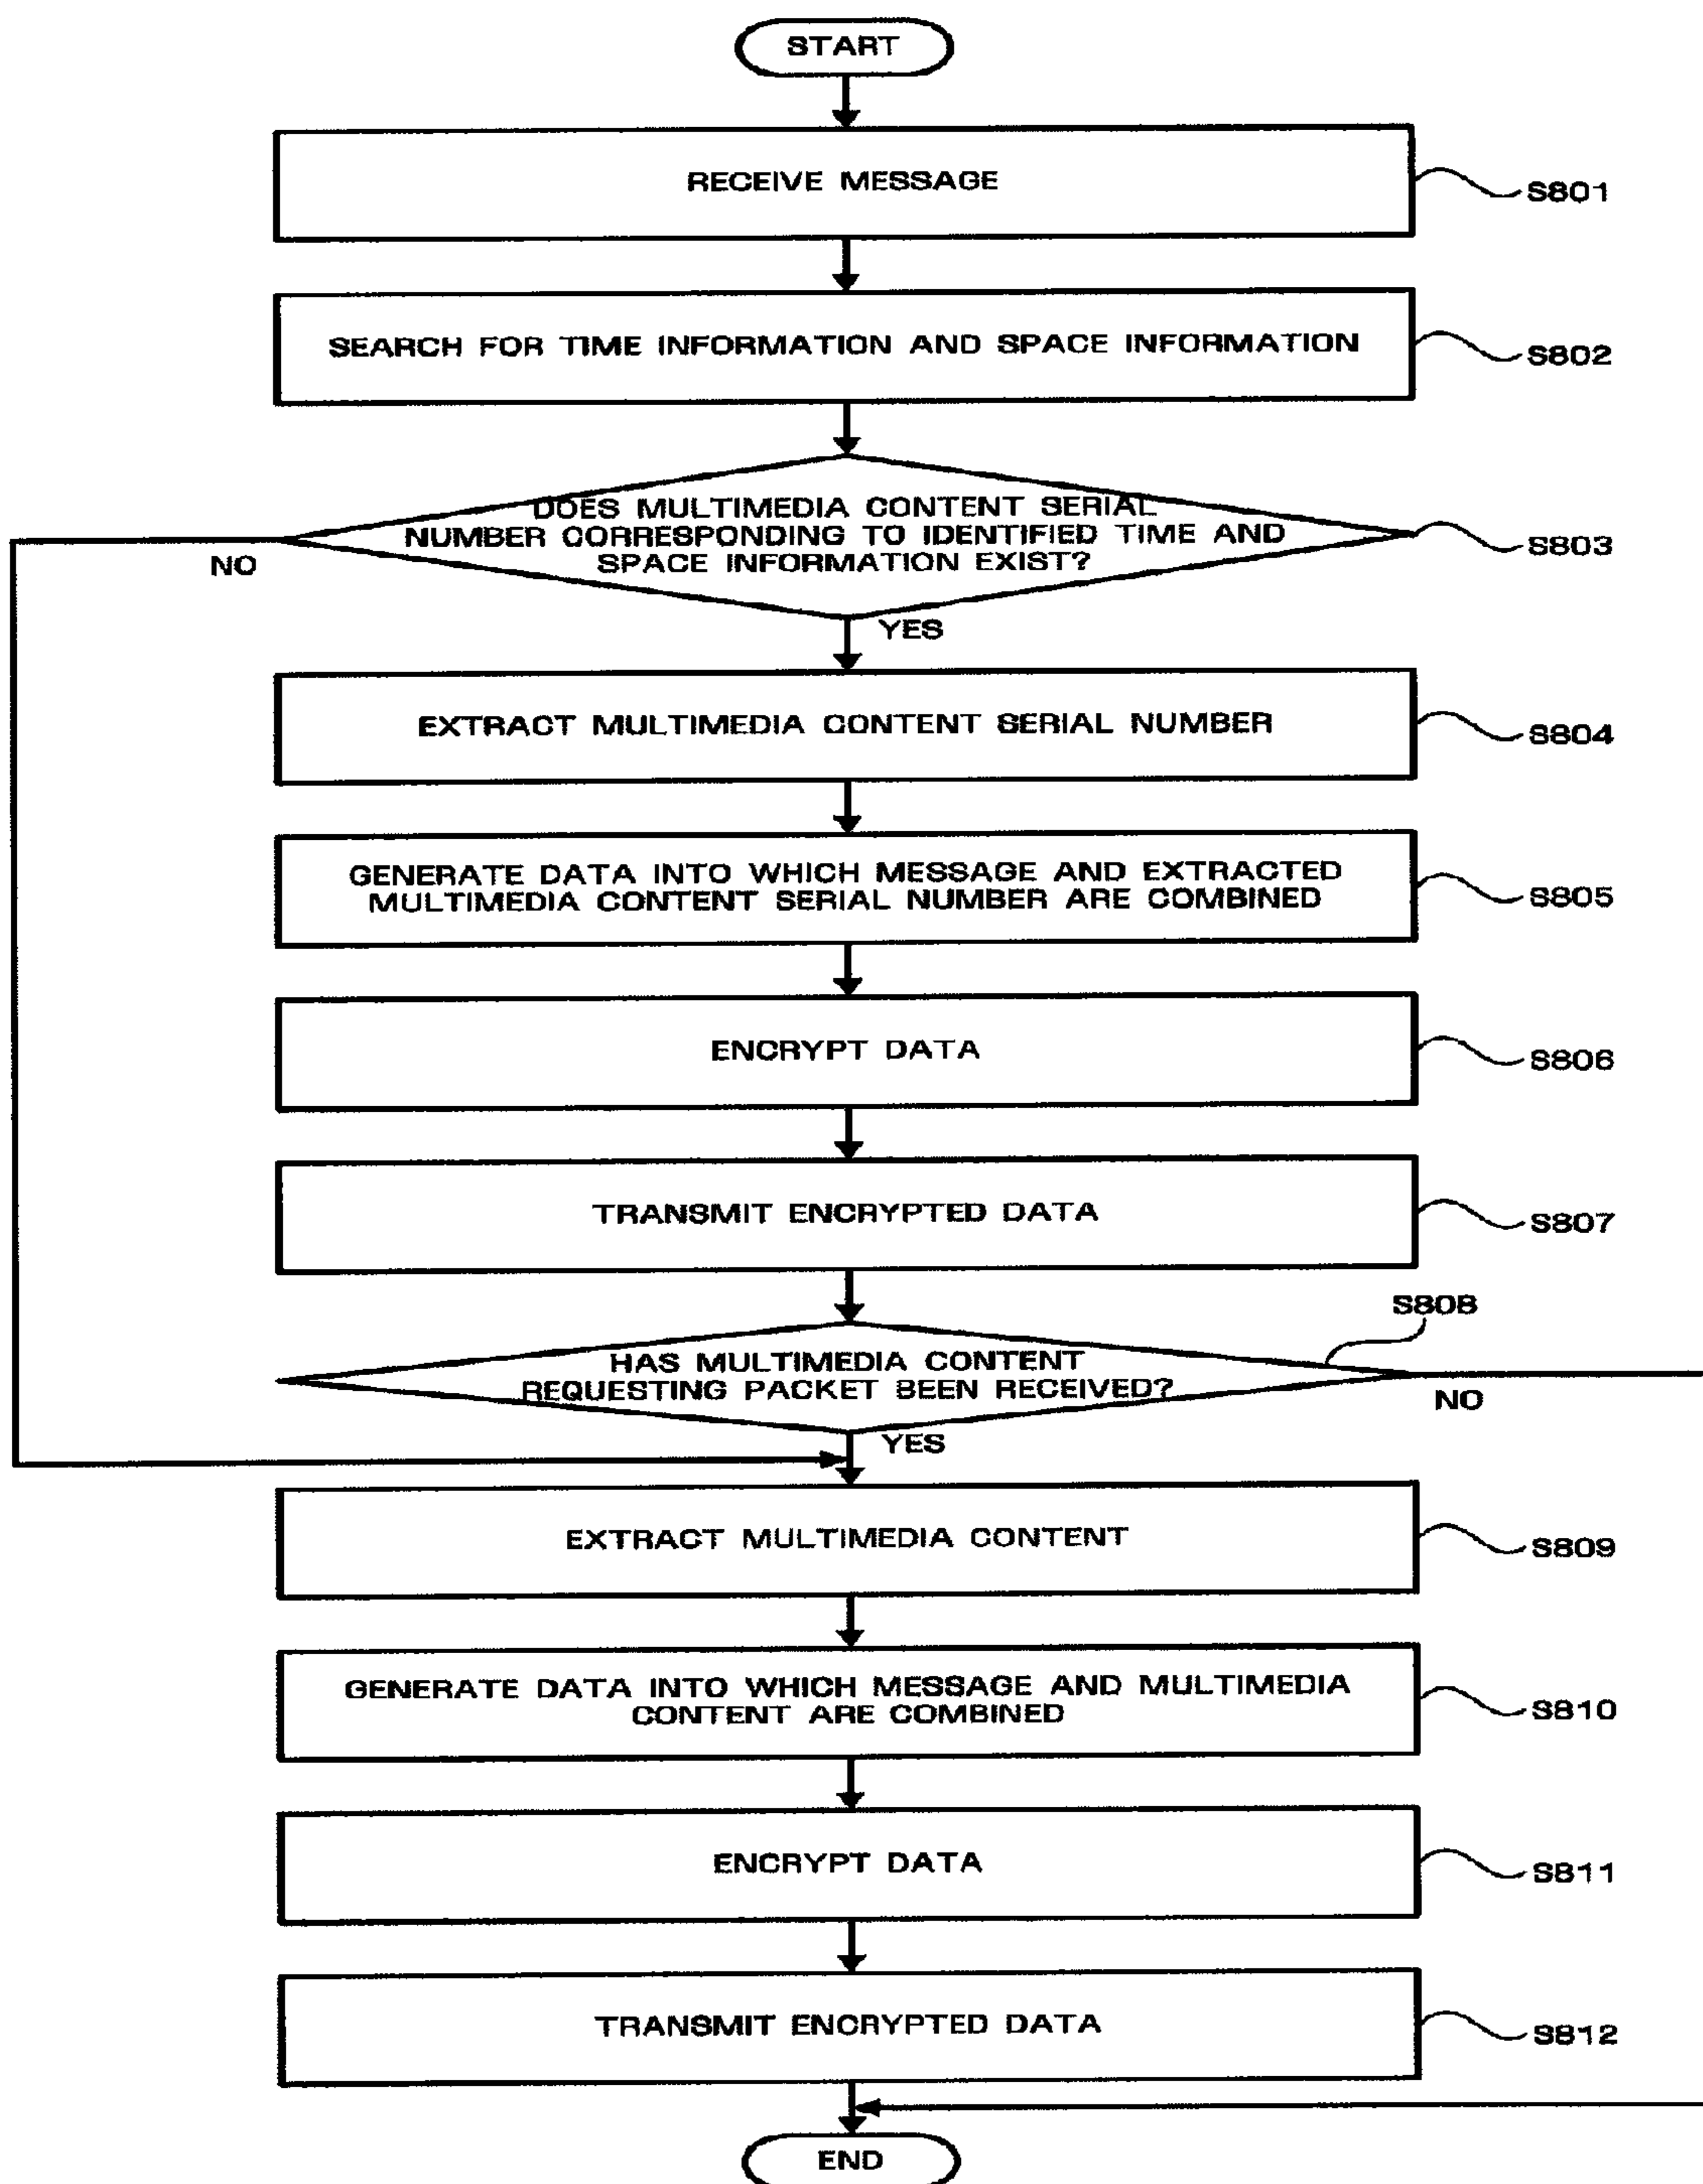 START
RECEIVE MESSAGE
S801
SEARCH FOR TIME INFORMATION AND SPACE INFORMATION
S802
DOES MULTIMEDIA CONTENT SERIAL
NUMBER CORRESPONDING TO IDENTIFIED TIME AND
SPACE INFORMATION EXIST?
S803
NO
YES
EXTRACT MULTIMEDIA CONTENT SERIAL NUMBER
S804
GENERATE DATA INTO WHICH MESSAGE AND EXTRACTED
MULTIMEDIA CONTENT SERIAL NUMBER ARE COMBINED
S805
ENCRYPT DATA
S806
TRANSMIT ENCRYPTED DATA
S807
S808
HAS MULTIMEDIA CONTENT
REQUESTING PACKET BEEN RECEIVED?
NO
YES
EXTRACT MULTIMEDIA CONTENT
S809
GENERATE DATA INTO WHICH MESSAGE AND MULTIMEDIA
CONTENT ARE COMBINED
S810
ENCRYPT DATA
S811
TRANSMIT ENCRYPTED DATA
S812
END